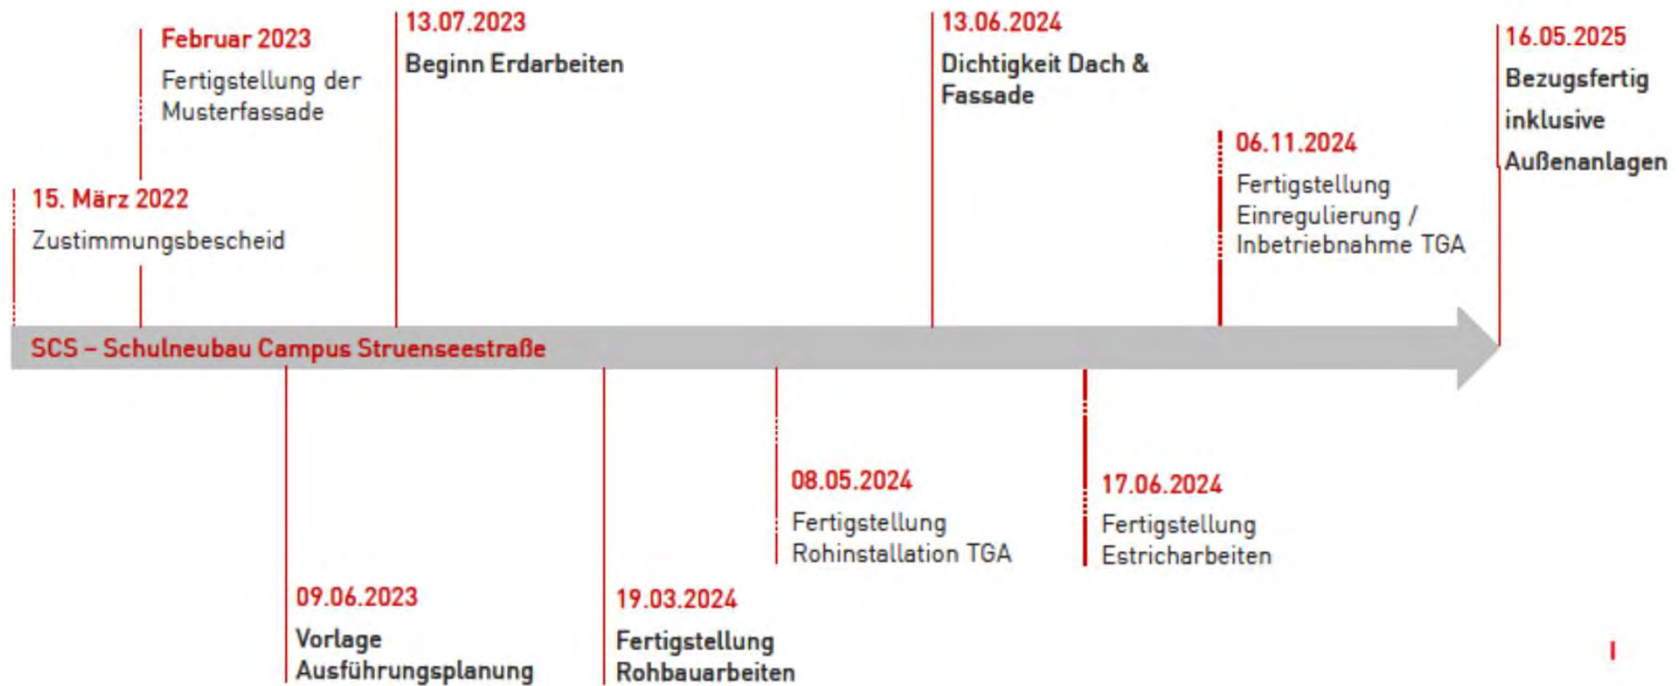 13.07.2023
Beginn Erdarbeiten
13.06.2024
Dichtigkeit Dach &
Fassade
Februar 2023
Fertigstellung der
Musterfassade
16.05.2025
Bezugsfertig
inklusive
Außenanlagen
06.11.2024
Fertigstellung
Einregulierung /
Inbetriebnahme TGA
15. März 2022
Zustimmungsbescheid
SCS – Schulneubau Campus Struenseestraße
08.05.2024
Fertigstellung
Rohinstallation TGA
17.06.2024
Fertigstellung
Estricharbeiten
09.06.2023
Vorlage
Ausführungsplanung
19.03.2024
Fertigstellung
Rohbauarbeiten